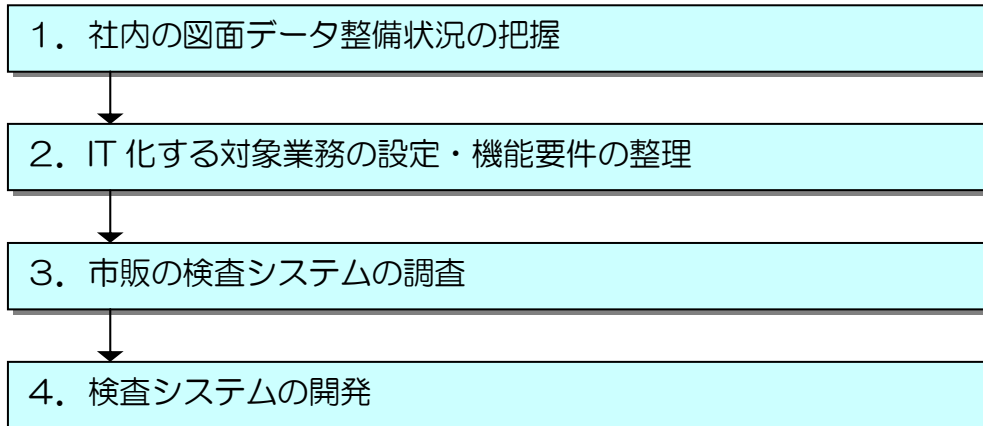 １．社内の図面データ整備状況の把握
２．IT 化する対象業務の設定・機能要件の整理
３．市販の検査システムの調査
４．検査システムの開発